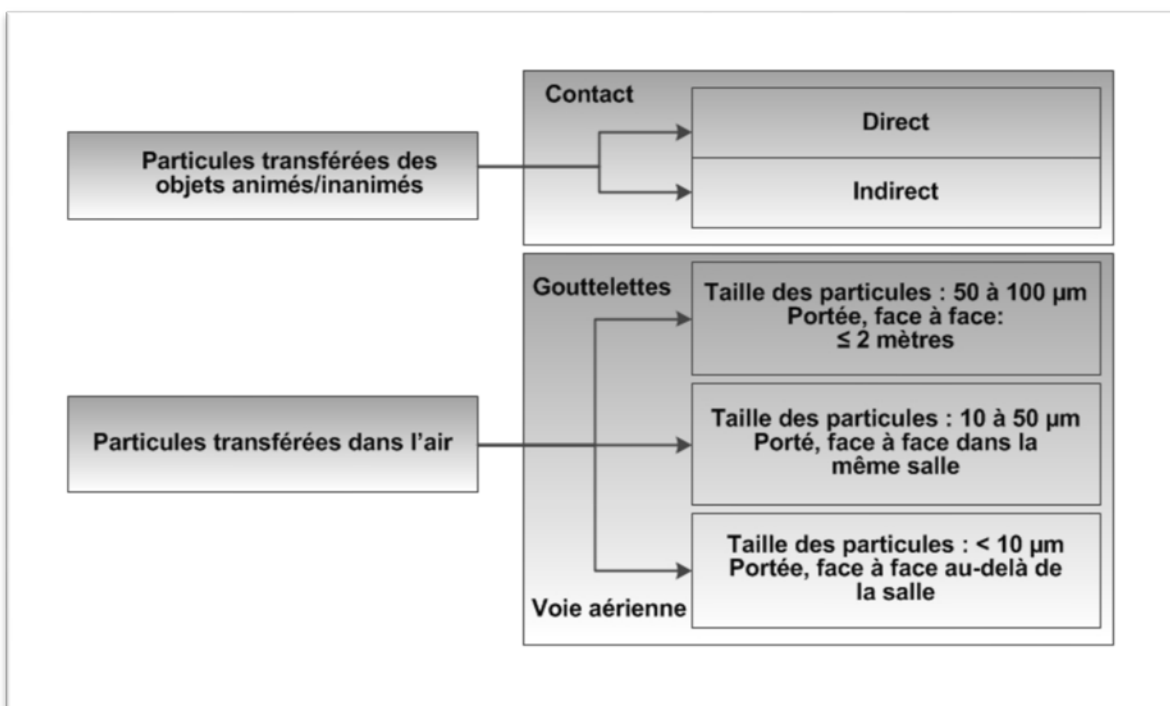 Particules transférées des
objets animés/inanimés
Contact
Direct
Indirect
Particules transférées dans l'air
Gouttelettes
Taille des particules : 50 à 100 µm
Portée, face à face:
≤ 2 mètres
Taille des particules : 10 à 50 µm
Porté, face à face dans la
même salle
Taille des particules : < 10 µm
Portée, face à face au-delà de
la salle
Voie aérienne